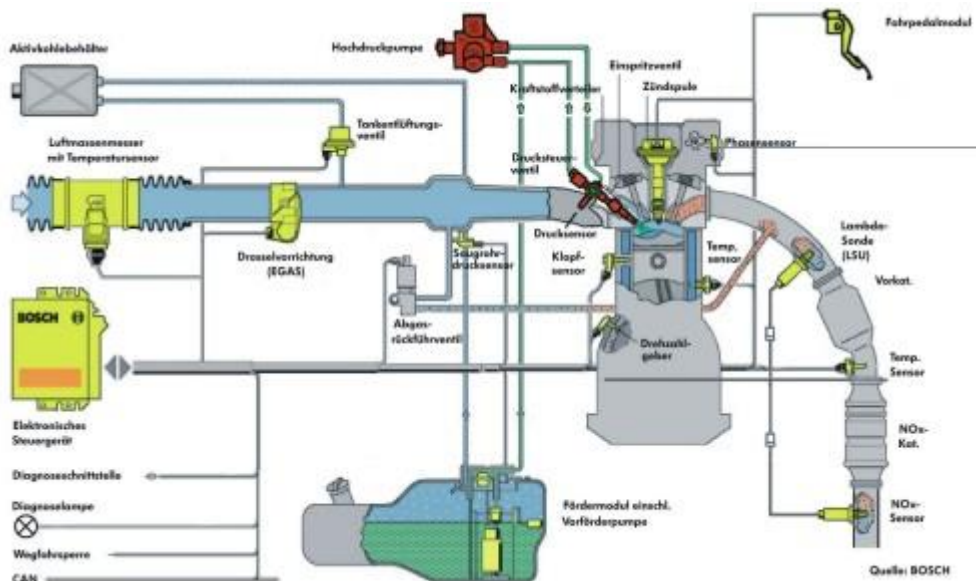 Fahrpedalmodul
Aktivkohlebehälter
Hochdruckpumpe
Einspritzventil
Kraftstoffverteiler
Zündspule
Tankentlüftungs-
ventil
Luftmassenmesser
mit Temperatursensor
Phasensensor
Drucksteuer-
ventil
Drucksensor
Drosselvorrichtung
(EGAS)
Saugrohr-
drucksensor
Klopf-
sensor
Temp.
sensor
Lambda-
Sonde
(LSU)
Vorkat.
BOSCH
Abgas-
rückführventil
Drehzahl-
geber
Temp.
Sensor
Elektronisches
Steuergerät
NOx-
Kat.
Diagnoseschnittstelle
Diagnoselampe
Fördermodul einschl.
Vorförderpumpe
NOx-
Sensor
Wegfahrsperre
CAN
Quelle: BOSCH